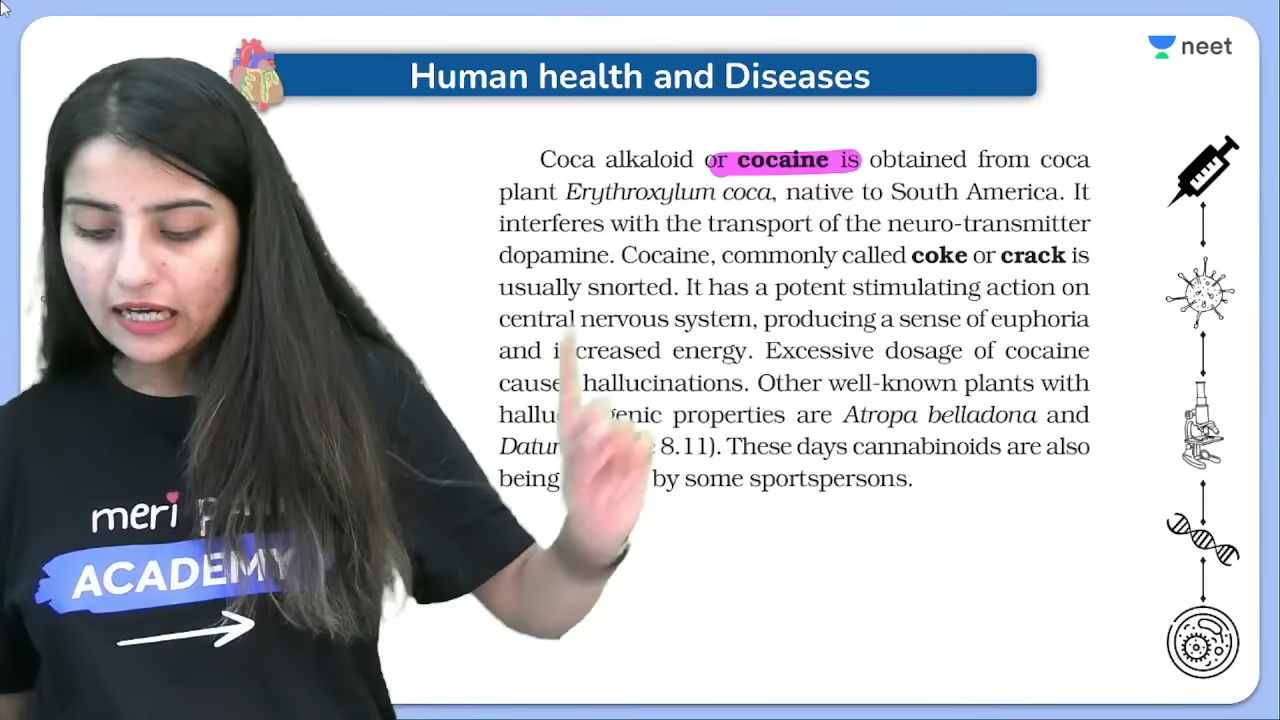 neet
Human health and Diseases
Coca alkaloid or cocaine is obtained from coca
plant Erythroxylum coca, native to South America. It
interferes with the transport of the neuro-transmitter
dopamine. Cocaine, commonly called coke or crack is
usually snorted. It has a potent stimulating action on
central nervous system, producing a sense of euphoria
and increased energy. Excessive dosage of cocaine
cause hallucinations. Other well-known plants with
properties are Atropa belladona and
8.11). These days cannabinoids are also
being by some sportspersons.
meri
ACADEMY